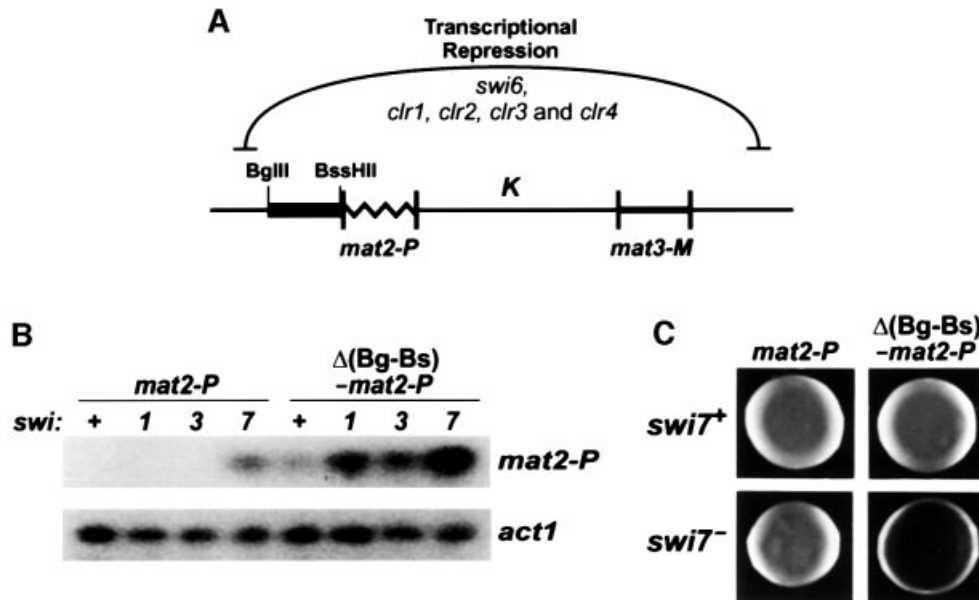 A
Transcriptional
Repression
swi6,
clr1, clr2, clr3 and clr4
BglII BssHII
K
mat2-P mat3-M
B
mat2-P Δ(Bg-Bs)
-mat2-P
swi: + 1 3 7 + 1 3 7
mat2-P
act1
C
mat2-P Δ(Bg-Bs)
-mat2-P
swi7+
swi7-